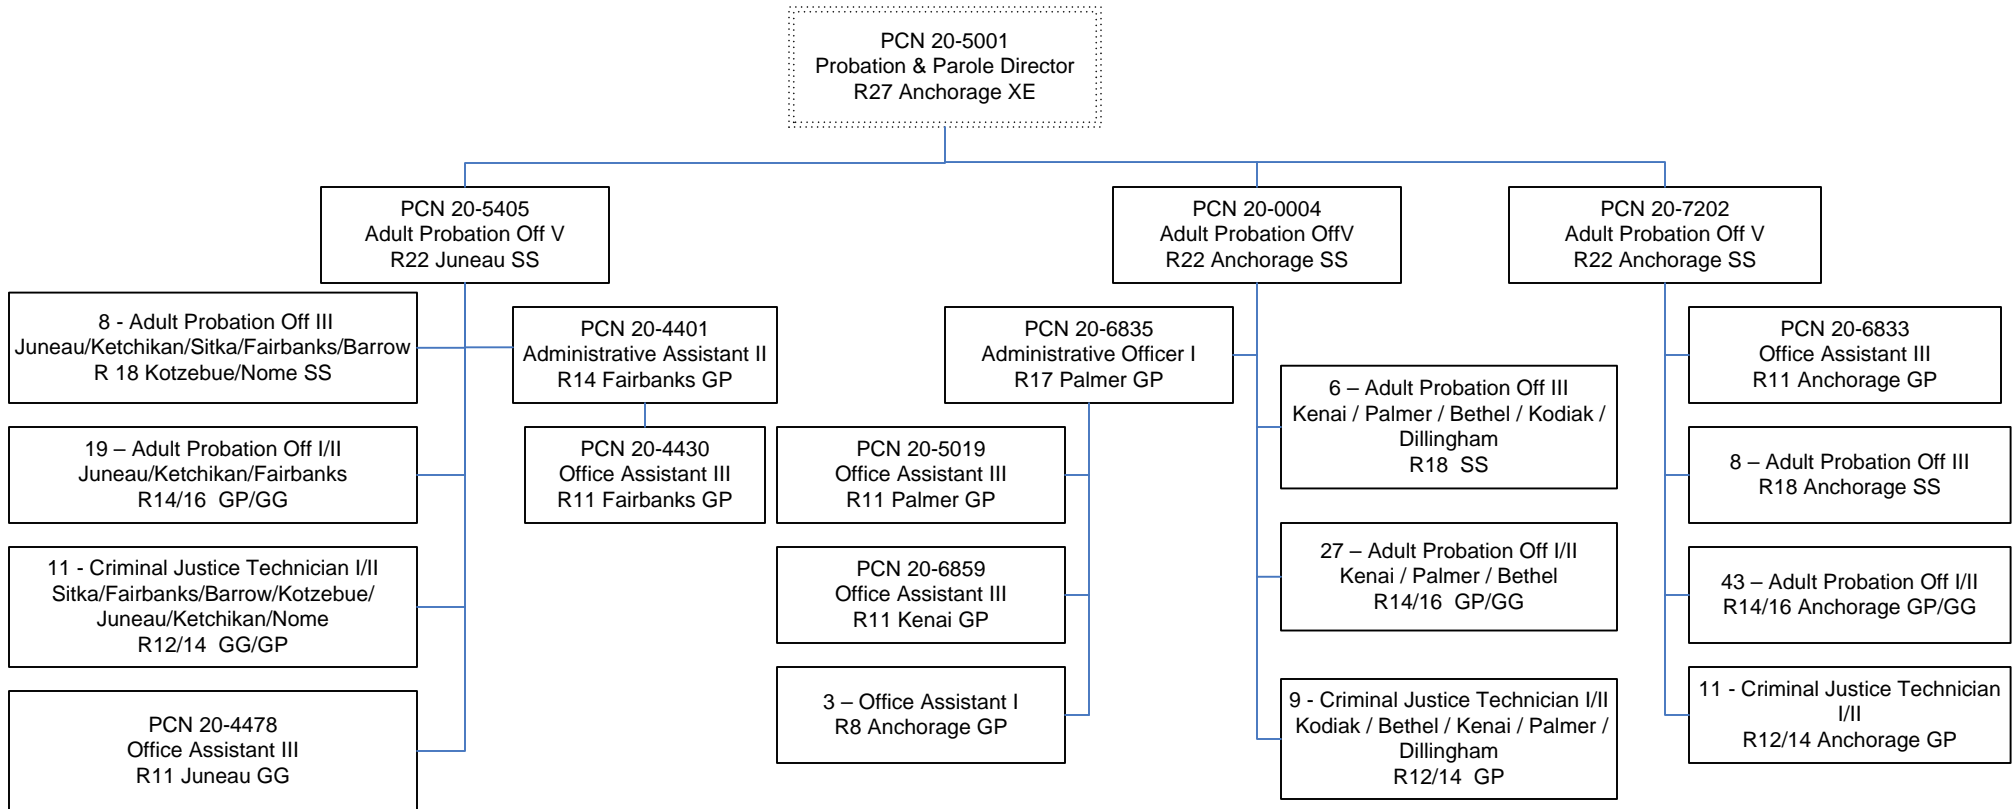 PCN 20-5001
Probation & Parole Director
R27 Anchorage XE
PCN 20-5405
Adult Probation Off V
R22 Juneau SS
PCN 20-0004
Adult Probation OffV
R22 Anchorage SS
PCN 20-7202
Adult Probation Off V
R22 Anchorage SS
8 - Adult Probation Off III
Juneau/Ketchikan/Sitka/Fairbanks/Barrow
R 18 Kotzebue/Nome SS
19 – Adult Probation Off I/II
Juneau/Ketchikan/Fairbanks
R14/16  GP/GG
11 - Criminal Justice Technician I/II
Sitka/Fairbanks/Barrow/Kotzebue/
Juneau/Ketchikan/Nome
R12/14  GG/GP
PCN 20-4478
Office Assistant III
R11 Juneau GG
PCN 20-4401
Administrative Assistant II
R14 Fairbanks GP
PCN 20-4430
Office Assistant III
R11 Fairbanks GP
PCN 20-6835
Administrative Officer I
R17 Palmer GP
PCN 20-5019
Office Assistant III
R11 Palmer GP
PCN 20-6859
Office Assistant III
R11 Kenai GP
3 – Office Assistant I
R8 Anchorage GP
6 – Adult Probation Off III
Kenai / Palmer / Bethel / Kodiak /
Dillingham
R18  SS
27 – Adult Probation Off I/II
Kenai / Palmer / Bethel
R14/16  GP/GG
9 - Criminal Justice Technician I/II
Kodiak / Bethel / Kenai / Palmer /
Dillingham
R12/14  GP
PCN 20-6833
Office Assistant III
R11 Anchorage GP
8 – Adult Probation Off III
R18 Anchorage SS
43 – Adult Probation Off I/II
R14/16 Anchorage GP/GG
11 - Criminal Justice Technician
I/II
R12/14 Anchorage GP